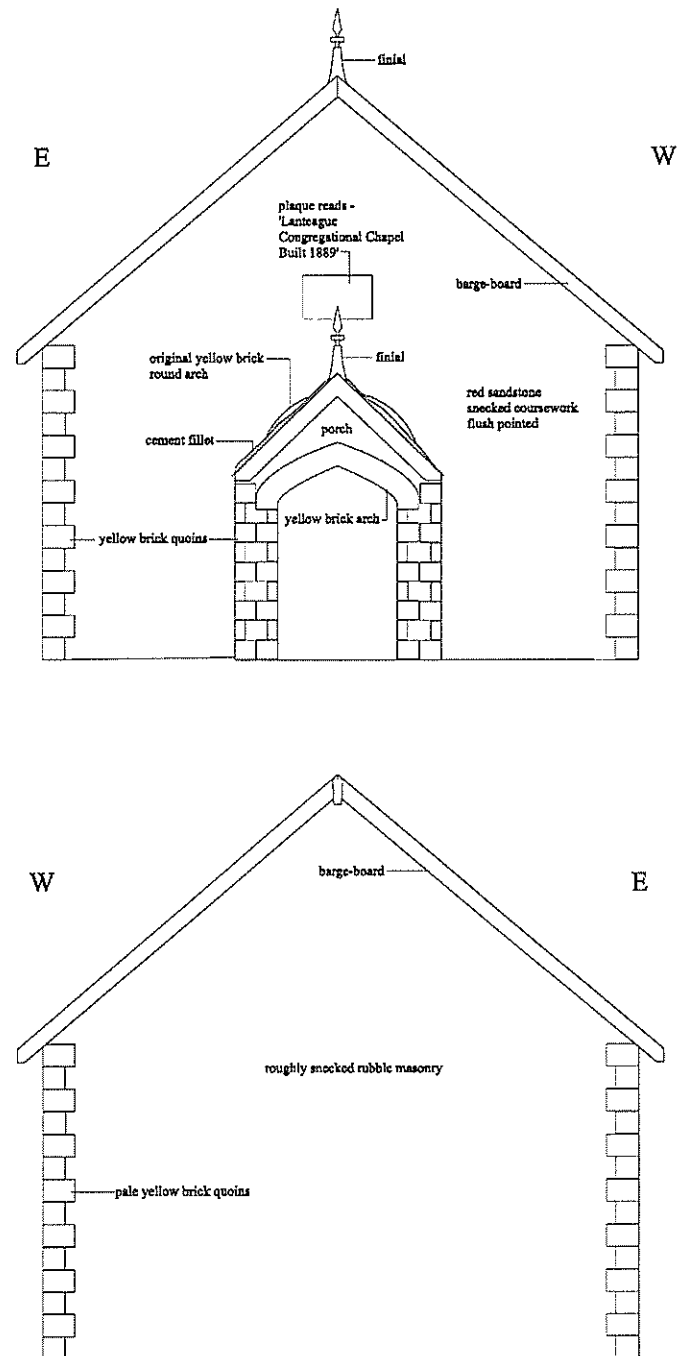 finial
E
W
plaque reads -
'Lanteague
Congregational Chapel
Built 1889'
barge-board
original yellow brick
round arch
finial
red sandstone
snecked coursework
flush pointed
porch
cement fillet
yellow brick arch
yellow brick quoins
W
barge-board
E
roughly snecked rubble masonry
pale yellow brick quoins